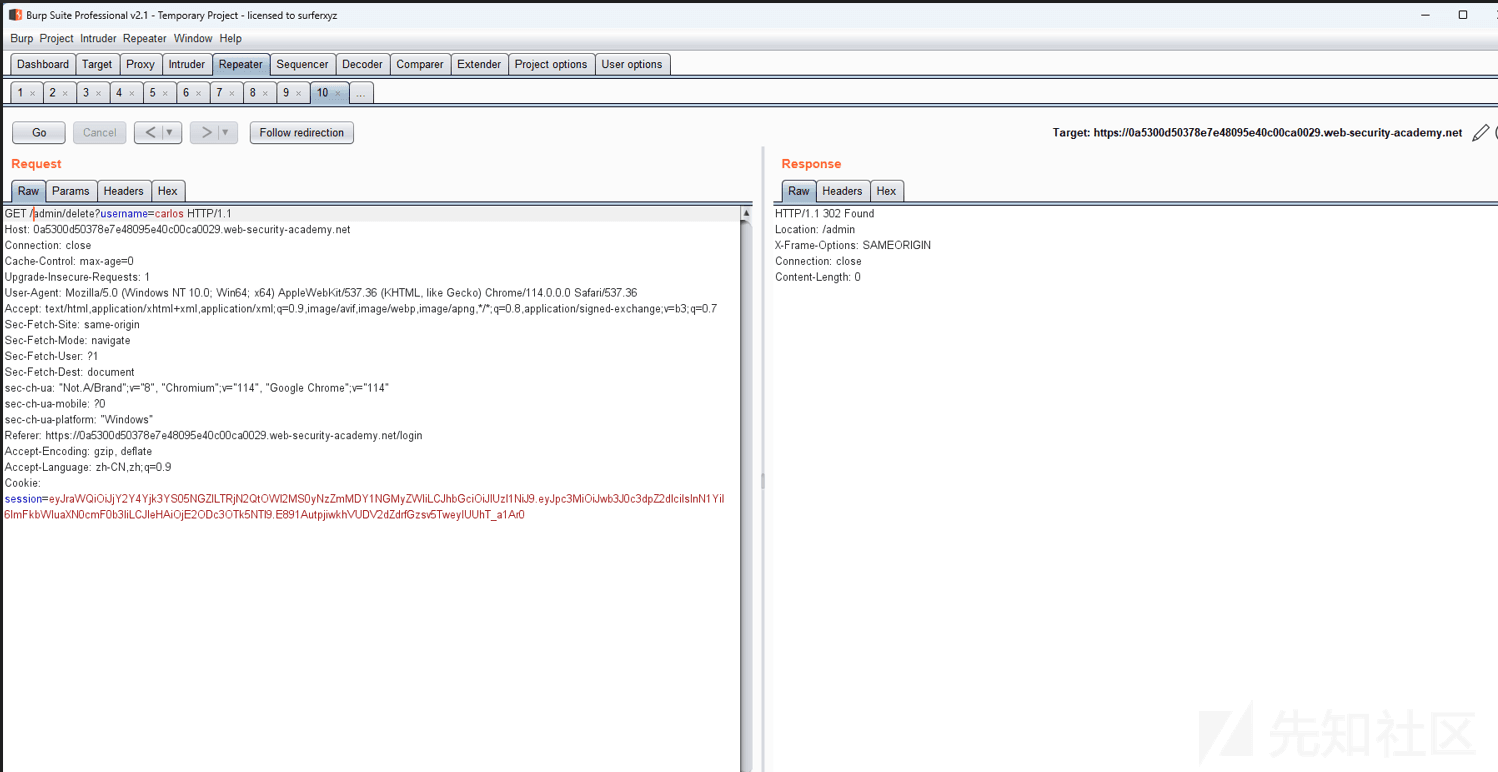 Burp Suite Professional v2.1 - Temporary Project - licensed to surferxyz
Burp Project Intruder Repeater Window Help
Dashboard Target Proxy Intruder Repeater Sequencer Decoder Comparer Extender Project options User options
1 × 2 × 3 × 4 × 5 × 6 × 7 × 8 × 9 × 10 × ...
Go Cancel < ▼ > ▼ Follow redirection Target: https://0a5300d50378e7e48095e40c00ca0029.web-security-academy.net
Request
Raw Params Headers Hex
GET /admin/delete?username=carlos HTTP/1.1
Host: 0a5300d50378e7e48095e40c00ca0029.web-security-academy.net
Connection: close
Cache-Control: max-age=0
Upgrade-Insecure-Requests: 1
User-Agent: Mozilla/5.0 (Windows NT 10.0; Win64; x64) AppleWebKit/537.36 (KHTML, like Gecko) Chrome/114.0.0.0 Safari/537.36
Accept: text/html,application/xhtml+xml,application/xml;q=0.9,image/avif,image/webp,image/apng,*/*;q=0.8,application/signed-exchange;v=b3;q=0.7
Sec-Fetch-Site: same-origin
Sec-Fetch-Mode: navigate
Sec-Fetch-User: ?1
Sec-Fetch-Dest: document
sec-ch-ua: "Not.A/Brand";v="8", "Chromium";v="114", "Google Chrome";v="114"
sec-ch-ua-mobile: ?0
sec-ch-ua-platform: "Windows"
Referer: https://0a5300d50378e7e48095e40c00ca0029.web-security-academy.net/login
Accept-Encoding: gzip, deflate
Accept-Language: zh-CN,zh;q=0.9
Cookie:
Response
Raw Headers Hex
HTTP/1.1 302 Found
Location: /admin
X-Frame-Options: SAMEORIGIN
Connection: close
Content-Length: 0
先知社区